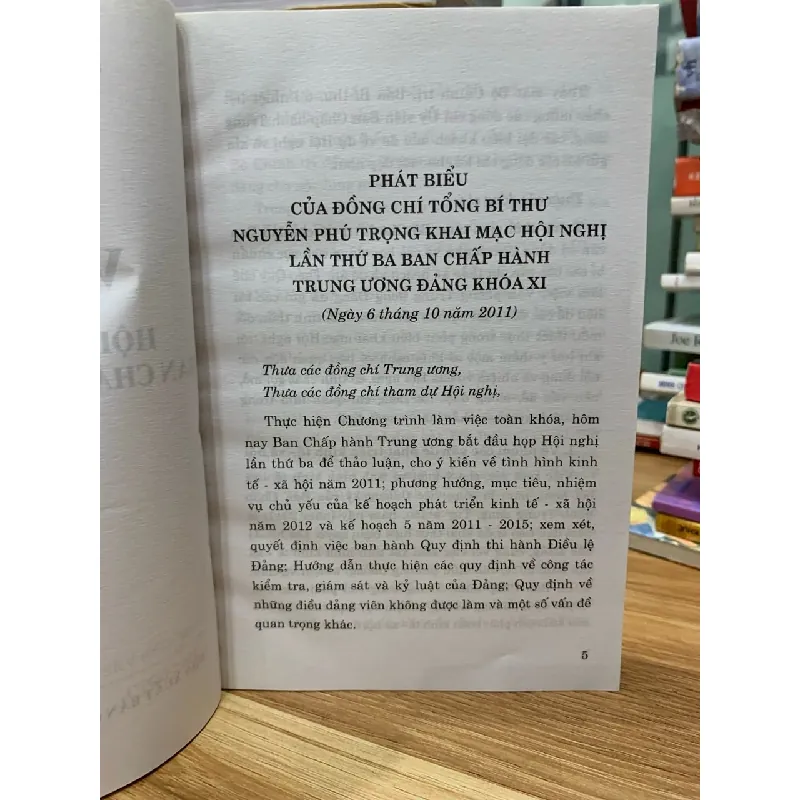 PHÁT BIỂU
CỦA ĐỒNG CHÍ TỔNG BÍ THƯ
NGUYỄN PHÚ TRỌNG KHAI MẠC HỘI NGHỊ
LẦN THỨ BA BAN CHẤP HÀNH
TRUNG ƯƠNG ĐẢNG KHÓA XI
(Ngày 6 tháng 10 năm 2011)
Thưa các đồng chí Trung ương,
Thưa các đồng chí tham dự Hội nghị,
Thực hiện Chương trình làm việc toàn khóa, hôm
nay Ban Chấp hành Trung ương bắt đầu họp Hội nghị
lần thứ ba để thảo luận, cho ý kiến về tình hình kinh
tế - xã hội năm 2011; phương hướng, mục tiêu, nhiệm
vụ chủ yếu của kế hoạch phát triển kinh tế - xã hội
năm 2012 và kế hoạch 5 năm 2011 - 2015; xem xét,
quyết định việc ban hành Quy định thi hành Điều lệ
Đảng; Hướng dẫn thực hiện các quy định về công tác
kiểm tra, giám sát và kỷ luật của Đảng; Quy định về
những điều đảng viên không được làm và một số vấn đề
quan trọng khác.
5